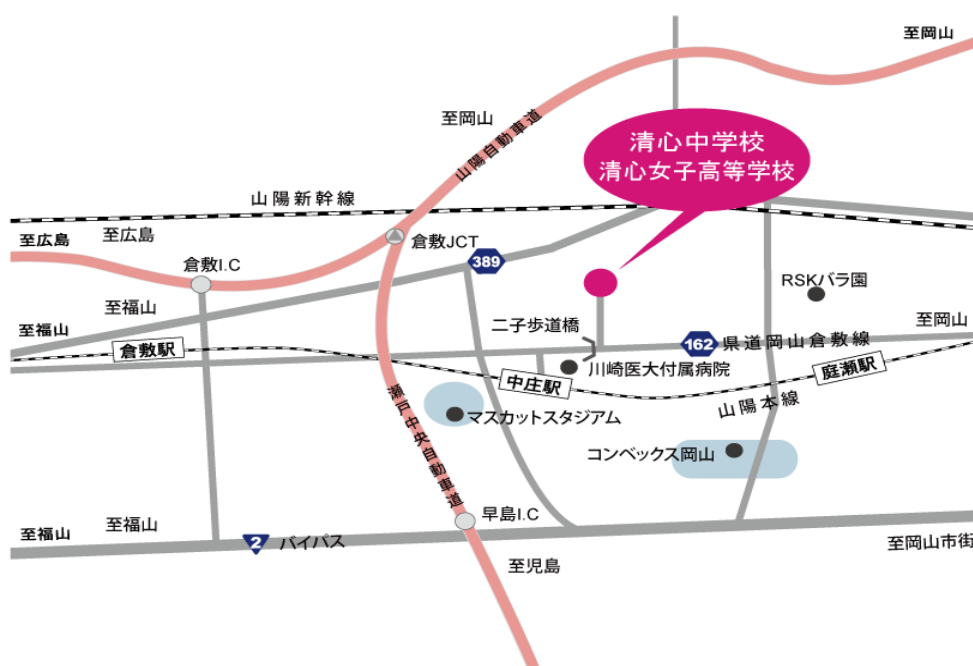 至岡山
至岡山
山陽自動車道
清心中学校
清心女子高等学校
山陽新幹線
至広島
至広島
倉敷JCT
倉敷I.C
389
RSKバラ園
至福山
至福山
二子歩道橋
至岡山
162
県道岡山倉敷線
倉敷駅
川崎医大付属病院
庭瀬駅
中庄駅
山陽本線
瀬戸中央自動車道
マスカットスタジアム
コンベックス岡山
早島I.C
至福山
至福山
2
バイパス
至岡山市街
至児島